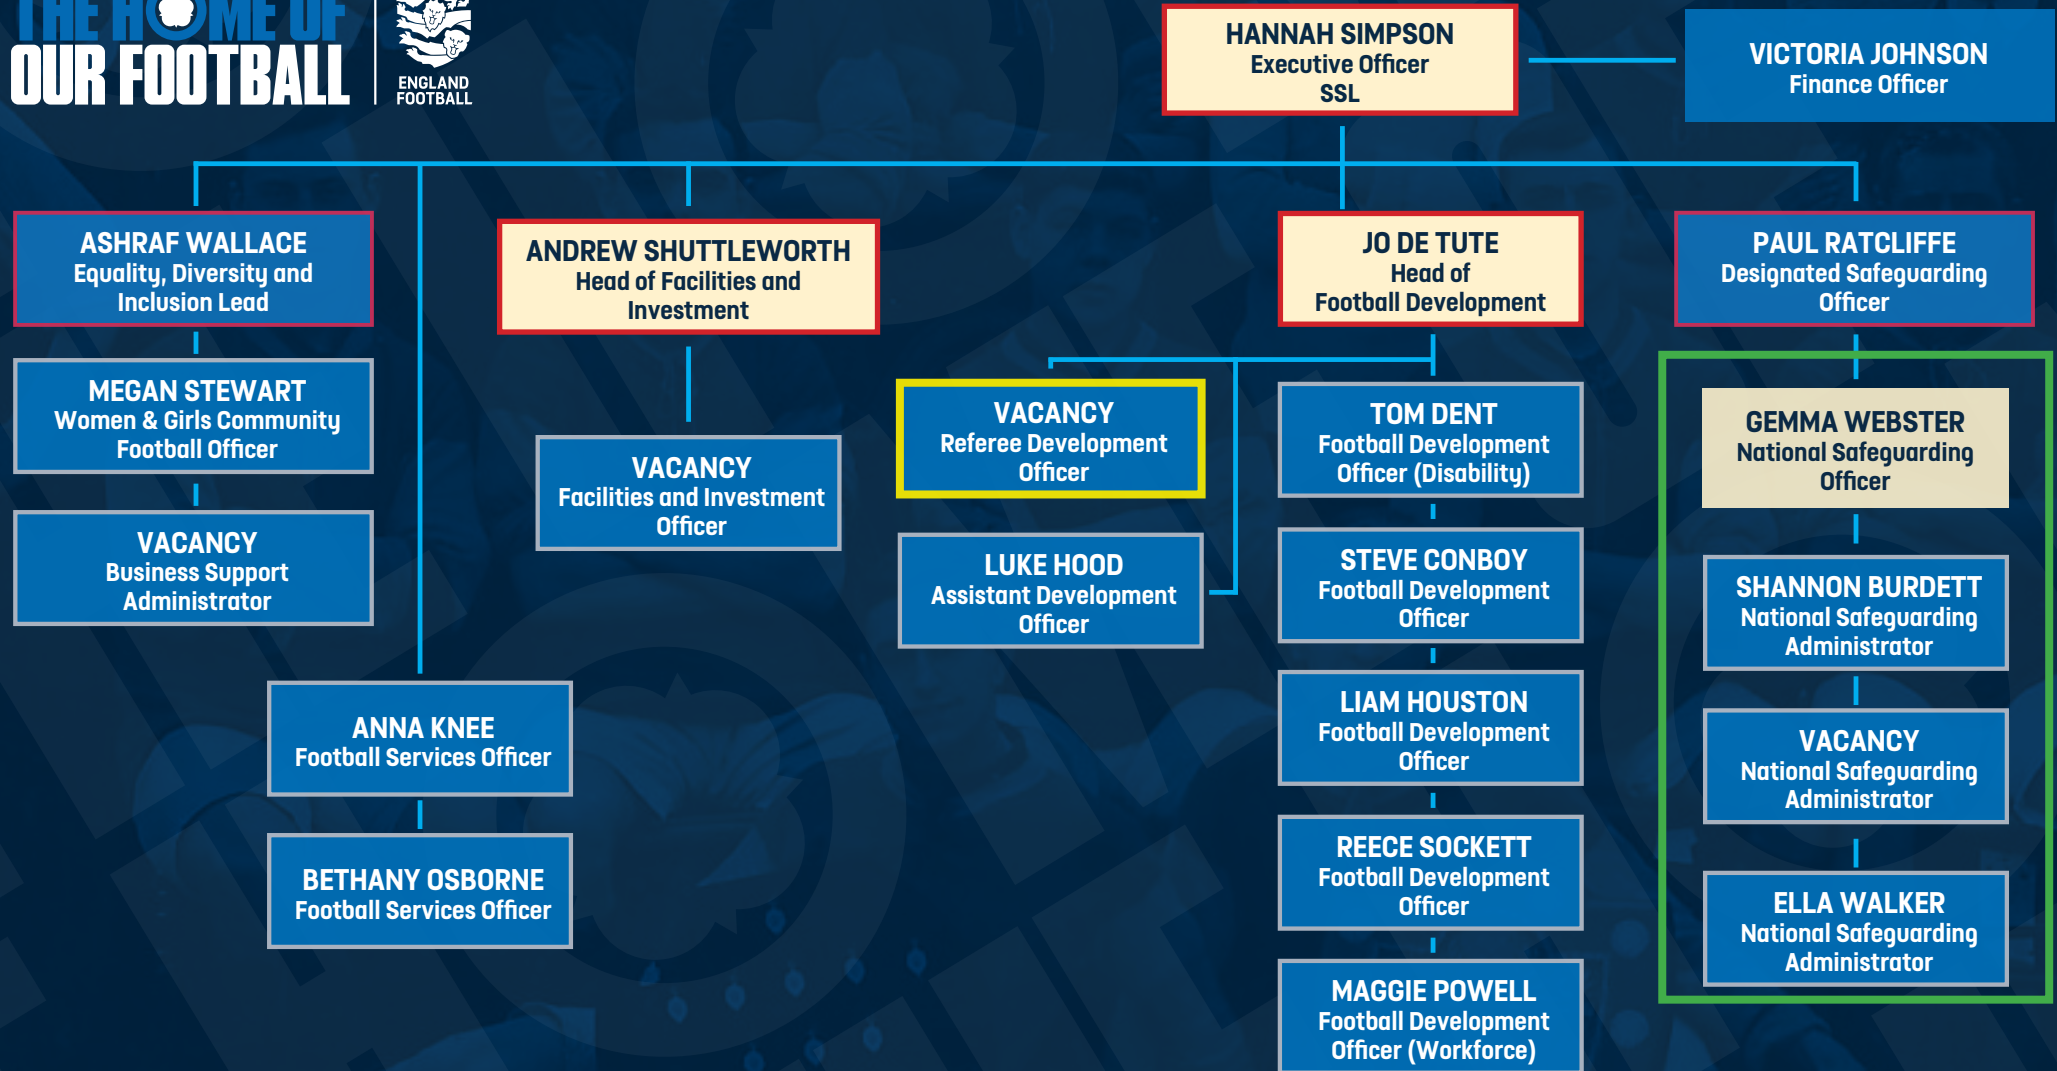 THE HOME OF
OUR FOOTBALL
ENGLAND
FOOTBALL
HANNAH SIMPSON
Executive Officer
SSL
VICTORIA JOHNSON
Finance Officer
ASHRAF WALLACE
Equality, Diversity and
Inclusion Lead
MEGAN STEWART
Women & Girls Community
Football Officer
VACANCY
Business Support
Administrator
ANNA KNEE
Football Services Officer
BETHANY OSBORNE
Football Services Officer
ANDREW SHUTTLEWORTH
Head of Facilities and
Investment
VACANCY
Facilities and Investment
Officer
JO DE TUTE
Head of
Football Development
VACANCY
Referee Development
Officer
LUKE HOOD
Assistant Development
Officer
TOM DENT
Football Development
Officer (Disability)
STEVE CONBOY
Football Development
Officer
LIAM HOUSTON
Football Development
Officer
REECE SOCKETT
Football Development
Officer
MAGGIE POWELL
Football Development
Officer (Workforce)
PAUL RATCLIFFE
Designated Safeguarding
Officer
GEMMA WEBSTER
National Safeguarding
Officer
SHANNON BURDETT
National Safeguarding
Administrator
VACANCY
National Safeguarding
Administrator
ELLA WALKER
National Safeguarding
Administrator